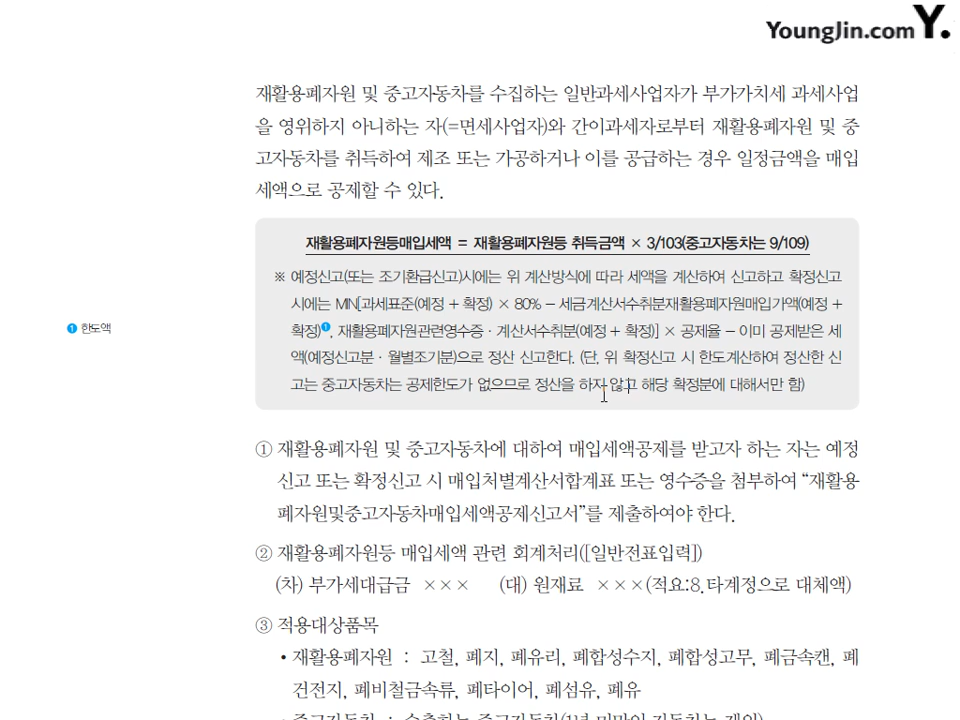 YoungJin.com Y.
재활용폐자원 및 중고자동차를 수집하는 일반과세사업자가 부가가치세 과세사업
을 영위하지 아니하는 자(=면세사업자)와 간이과세자로부터 재활용폐자원 및 중
고자동차를 취득하여 제조 또는 가공하거나 이를 공급하는 경우 일정금액을 매입
세액으로 공제할 수 있다.
재활용폐자원등매입세액 = 재활용폐자원등 취득금액 × 3/103(중고자동차는 9/109)
※ 예정신고(또는 조기환급신고)시에는 위 계산방식에 따라 세액을 계산하여 신고하고 확정신고
시에는 MIN[과세표준(예정 + 확정) × 80% – 세금계산서수취분재활용폐자원매입가액(예정 +
❶ 한도액
확정)❶, 재활용폐자원관련영수증 · 계산서수취분(예정 + 확정)] × 공제율 – 이미 공제받은 세
액(예정신고분 · 월별조기분)으로 정산 신고한다. (단, 위 확정신고 시 한도계산하여 정산한 신
고는 중고자동차는 공제한도가 없으므로 정산을 하지 않고 해당 확정분에 대해서만 함)
① 재활용폐자원 및 중고자동차에 대하여 매입세액공제를 받고자 하는 자는 예정
신고 또는 확정신고 시 매입처별계산서합계표 또는 영수증을 첨부하여 “재활용
폐자원및중고자동차매입세액공제신고서”를 제출하여야 한다.
② 재활용폐자원등 매입세액 관련 회계처리([일반전표입력])
(차) 부가세대급금 ××× (대) 원재료 ×××(적요:8.타계정으로 대체액)
③ 적용대상품목
• 재활용폐자원 : 고철, 폐지, 폐유리, 폐합성수지, 폐합성고무, 폐금속캔, 폐
건전지, 폐비철금속류, 폐타이어, 폐섬유, 폐유
• 중고자동차 : 수출하는 중고자동차(1년 미만인 자동차는 제외)